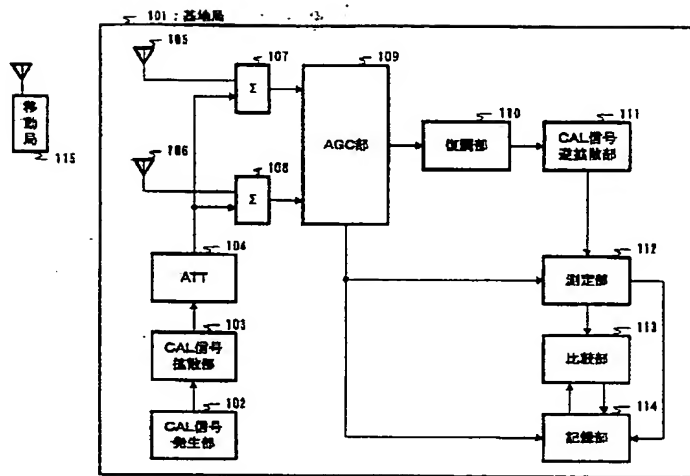 101:基地局
105
107
109
Σ
110
111
移動局
115
AGC部
復調部
CAL信号
逆拡散部
106
108
Σ
104
ATT
112
測定部
103
CAL信号
拡散部
113
比較部
102
CAL信号
発生部
114
記録部